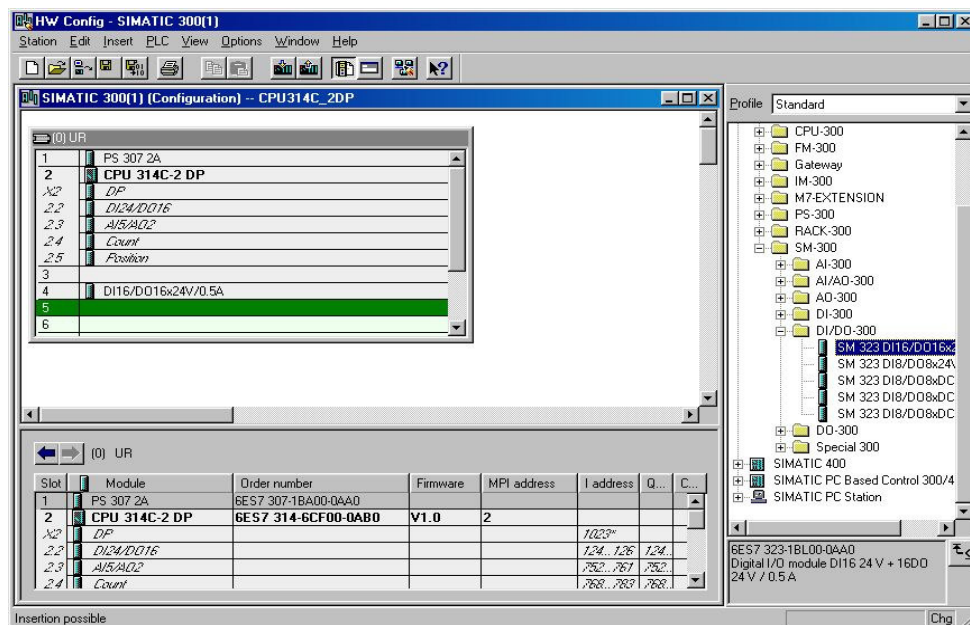 HW Config - SIMATIC 300(1)
Station Edit Insert PLC View Options Window Help
SIMATIC 300(1) (Configuration) -- CPU314C_2DP
(0) UR
1 PS 307 2A
2 CPU 314C-2 DP
X2 DP
2.2 DI24/DO16
2.3 AI5/AO2
2.4 Count
2.5 Position
3
4 DI16/DO16x24V/0.5A
5
6
(0) UR
Slot Module Order number Firmware MPI address I address Q... C...
1 PS 307 2A 6ES7 307-1BA00-0AA0
2 CPU 314C-2 DP 6ES7 314-6CF00-0AB0 V1.0 2
X2 DP 1023*
2.2 DI24/DO16 124...126 124...
2.3 AI5/AO2 752...761 752...
2.4 Count 768...783 768...
Profile Standard
CPU-300
FM-300
Gateway
IM-300
M7-EXTENSION
PS-300
RACK-300
SM-300
AI-300
AI/AO-300
AO-300
DI-300
DI/DO-300
SM 323 DI16/DO16x2
SM 323 DI8/DO8x24V
SM 323 DI8/DO8xDC
SM 323 DI8/DO8xDC
SM 323 DI8/DO8xDC
DO-300
Special 300
SIMATIC 400
SIMATIC PC Based Control 300/4
SIMATIC PC Station
6ES7 323-1BL00-0AA0
Digital I/O module DI16 24 V + 16DO
24 V / 0.5 A
Insertion possible Chg